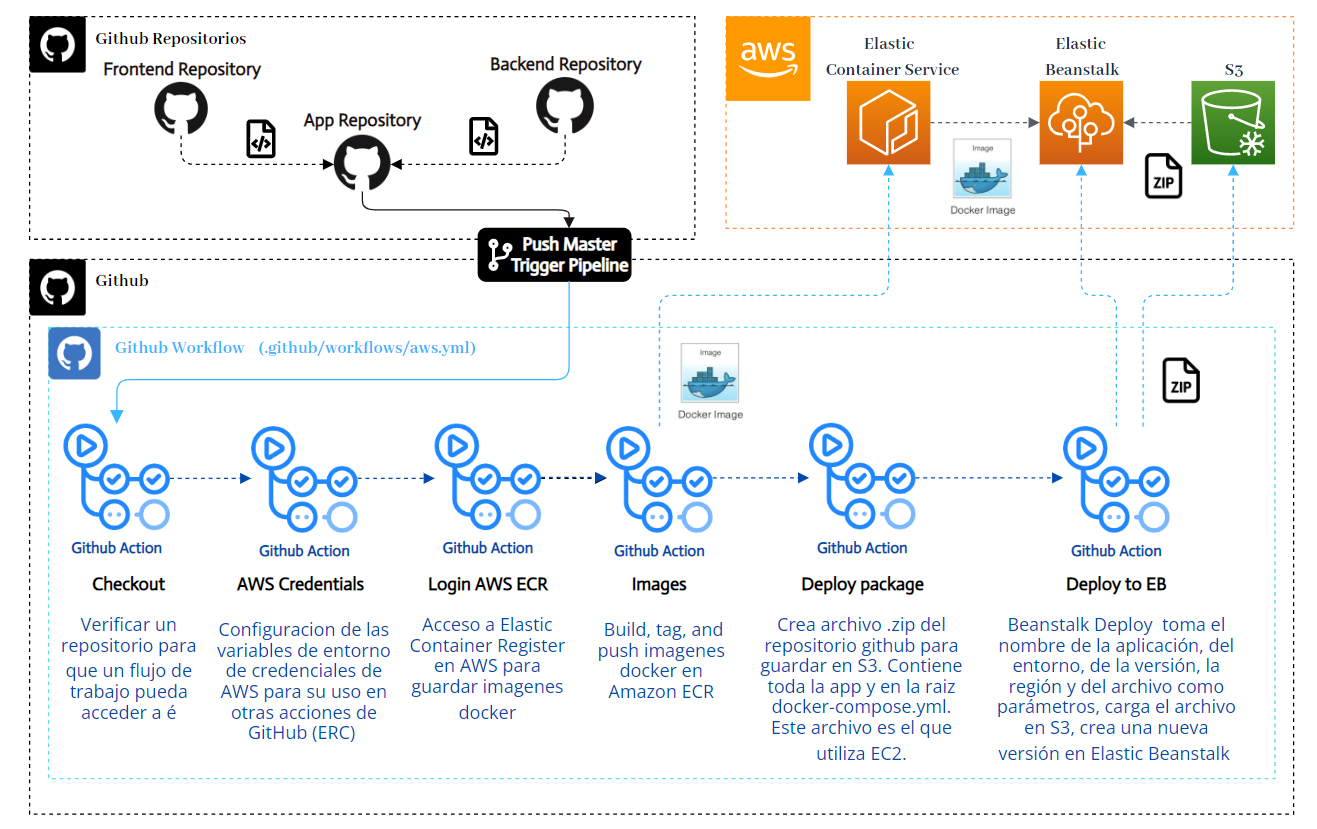 Github Repositorios
Frontend Repository
Backend Repository
App Repository
Push Master
Trigger Pipeline
aws
Elastic
Container Service
Elastic
Beanstalk
S3
Image
Docker Image
ZIP
Github
Github Workflow (.github/workflows/aws.yml)
Image
Docker Image
ZIP
Github Action
Checkout
Verificar un
repositorio para
que un flujo de
trabajo pueda
acceder a é
Github Action
AWS Credentials
Configuracion de las
variables de entorno
de credenciales de
AWS para su uso en
otras acciones de
GitHub (ERC)
Github Action
Login AWS ECR
Acceso a Elastic
Container Register
en AWS para
guardar imagenes
docker
Github Action
Images
Build, tag, and
push imagenes
docker en
Amazon ECR
Github Action
Deploy package
Crea archivo .zip del
repositorio github para
guardar en S3. Contiene
toda la app y en la raiz
docker-compose.yml.
Este archivo es el que
utiliza EC2.
Github Action
Deploy to EB
Beanstalk Deploy toma el
nombre de la aplicación, del
entorno, de la versión, la
región y del archivo como
parámetros, carga el archivo
en S3, crea una nueva
versión en Elastic Beanstalk